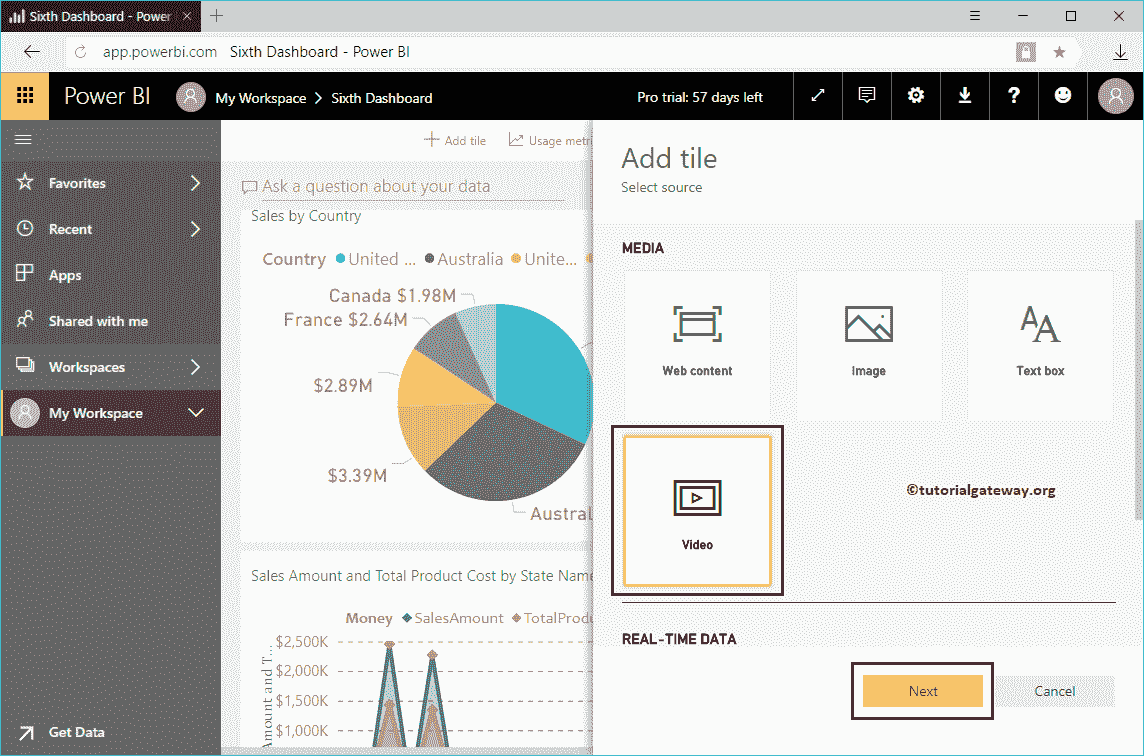 Sixth Dashboard - Power
app.powerbi.com Sixth Dashboard - Power BI
Power BI My Workspace Sixth Dashboard Pro trial: 57 days left ?
Favorites
Recent
Apps
Shared with me
Workspaces
My Workspace
Get Data
Add tile Usage metri
Ask a question about your data
Sales by Country
Country United ... Australia Unite...
Canada $1.98M
France $2.64M
$2.89M
$3.39M
Austral
Sales Amount and Total Product Cost by State Name
Money SalesAmount TotalProdu
$2,500K
$2,000K
$1,500K
$1,000K
Amount and T...
Add tile
Select source
MEDIA
Web content
Image
AA
Text box
Video
©tutorialgateway.org
REAL-TIME DATA
Next Cancel